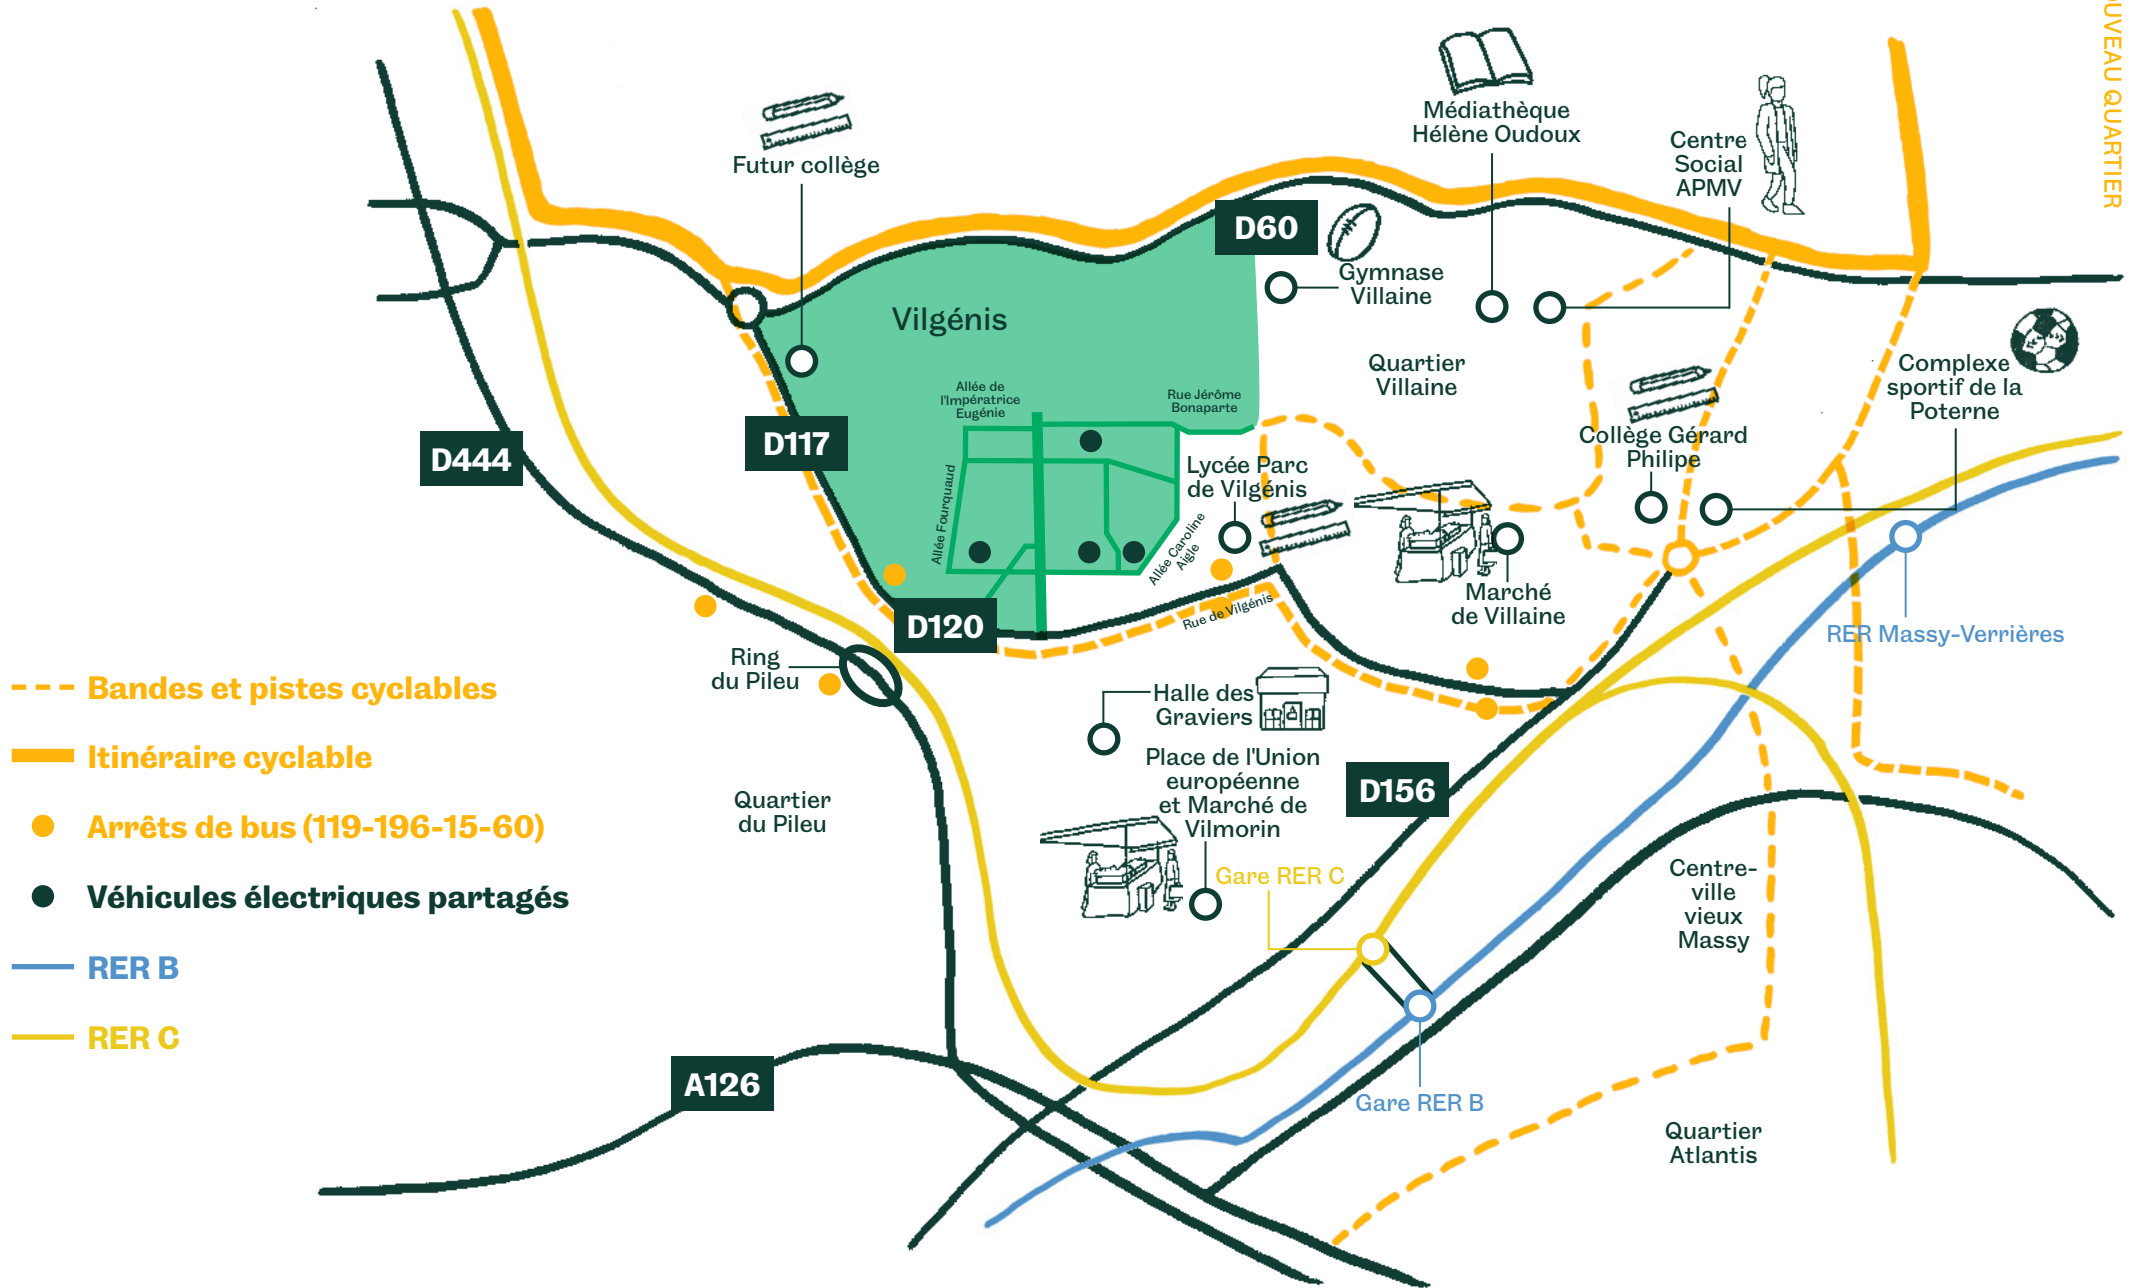 OUVEAU QUARTIER
Médiathèque
Hélène Oudoux
Centre
Social
APMV
Futur collège
D60
Gymnase
Villaine
Vilgénis
Quartier
Villaine
Complexe
sportif de la
Poterne
Allée de
l'Impératrice
Eugénie
Rue Jérôme
Bonaparte
D117
D444
Collège Gérard
Philipe
Lycée Parc
de Vilgénis
Allée Fourquaud
Allée Caroline
Aigle
Marché
de Villaine
Rue de Vilgénis
D120
RER Massy-Verrières
Ring
du Pileu
Halle des
Graviers
Place de l'Union
européenne
et Marché de
Vilmorin
D156
Quartier
du Pileu
Gare RER C
Centre-
ville
vieux
Massy
A126
Gare RER B
Quartier
Atlantis
Bandes et pistes cyclables
Itinéraire cyclable
Arrêts de bus (119-196-15-60)
Véhicules électriques partagés
RER B
RER C